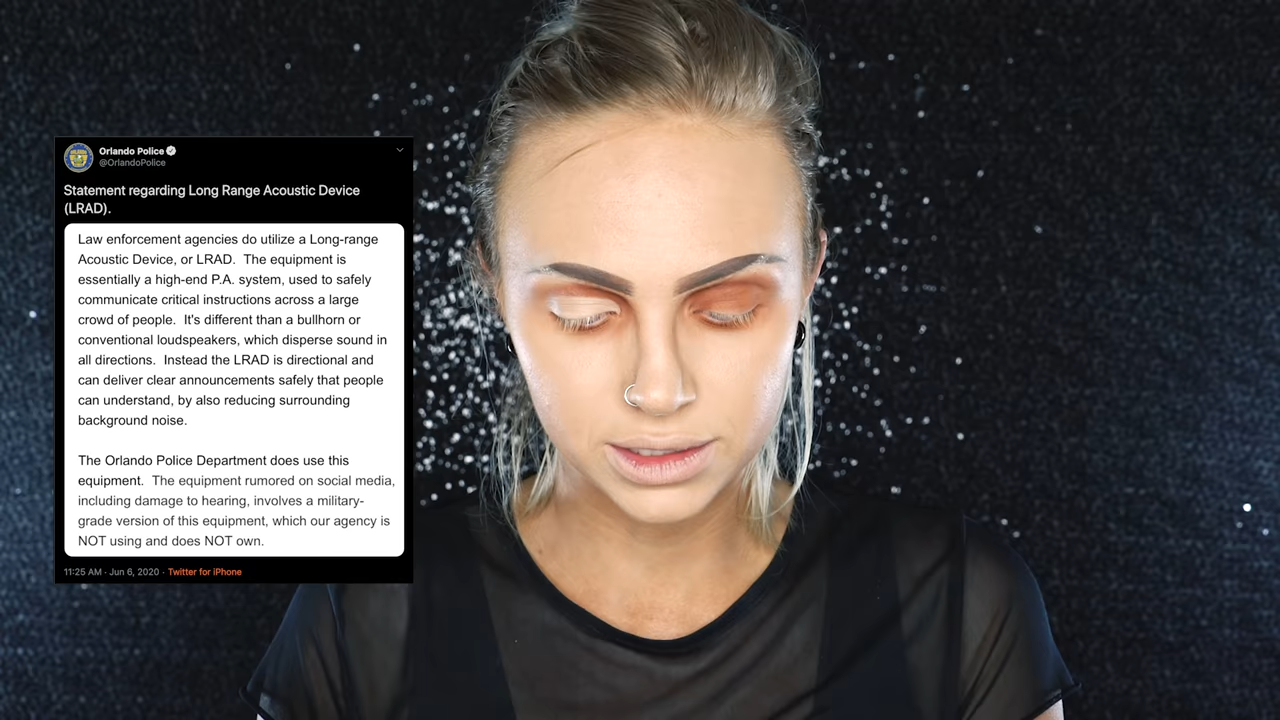 Orlando Police
@OrlandoPolice
Statement regarding Long Range Acoustic Device
(LRAD).
Law enforcement agencies do utilize a Long-range
Acoustic Device, or LRAD.  The equipment is
essentially a high-end P.A. system, used to safely
communicate critical instructions across a large
crowd of people.  It's different than a bullhorn or
conventional loudspeakers, which disperse sound in
all directions.  Instead the LRAD is directional and
can deliver clear announcements safely that people
can understand, by also reducing surrounding
background noise.
The Orlando Police Department does use this
equipment.  The equipment rumored on social media,
including damage to hearing, involves a military-
grade version of this equipment, which our agency is
NOT using and does NOT own.
11:25 AM · Jun 6, 2020 · Twitter for iPhone